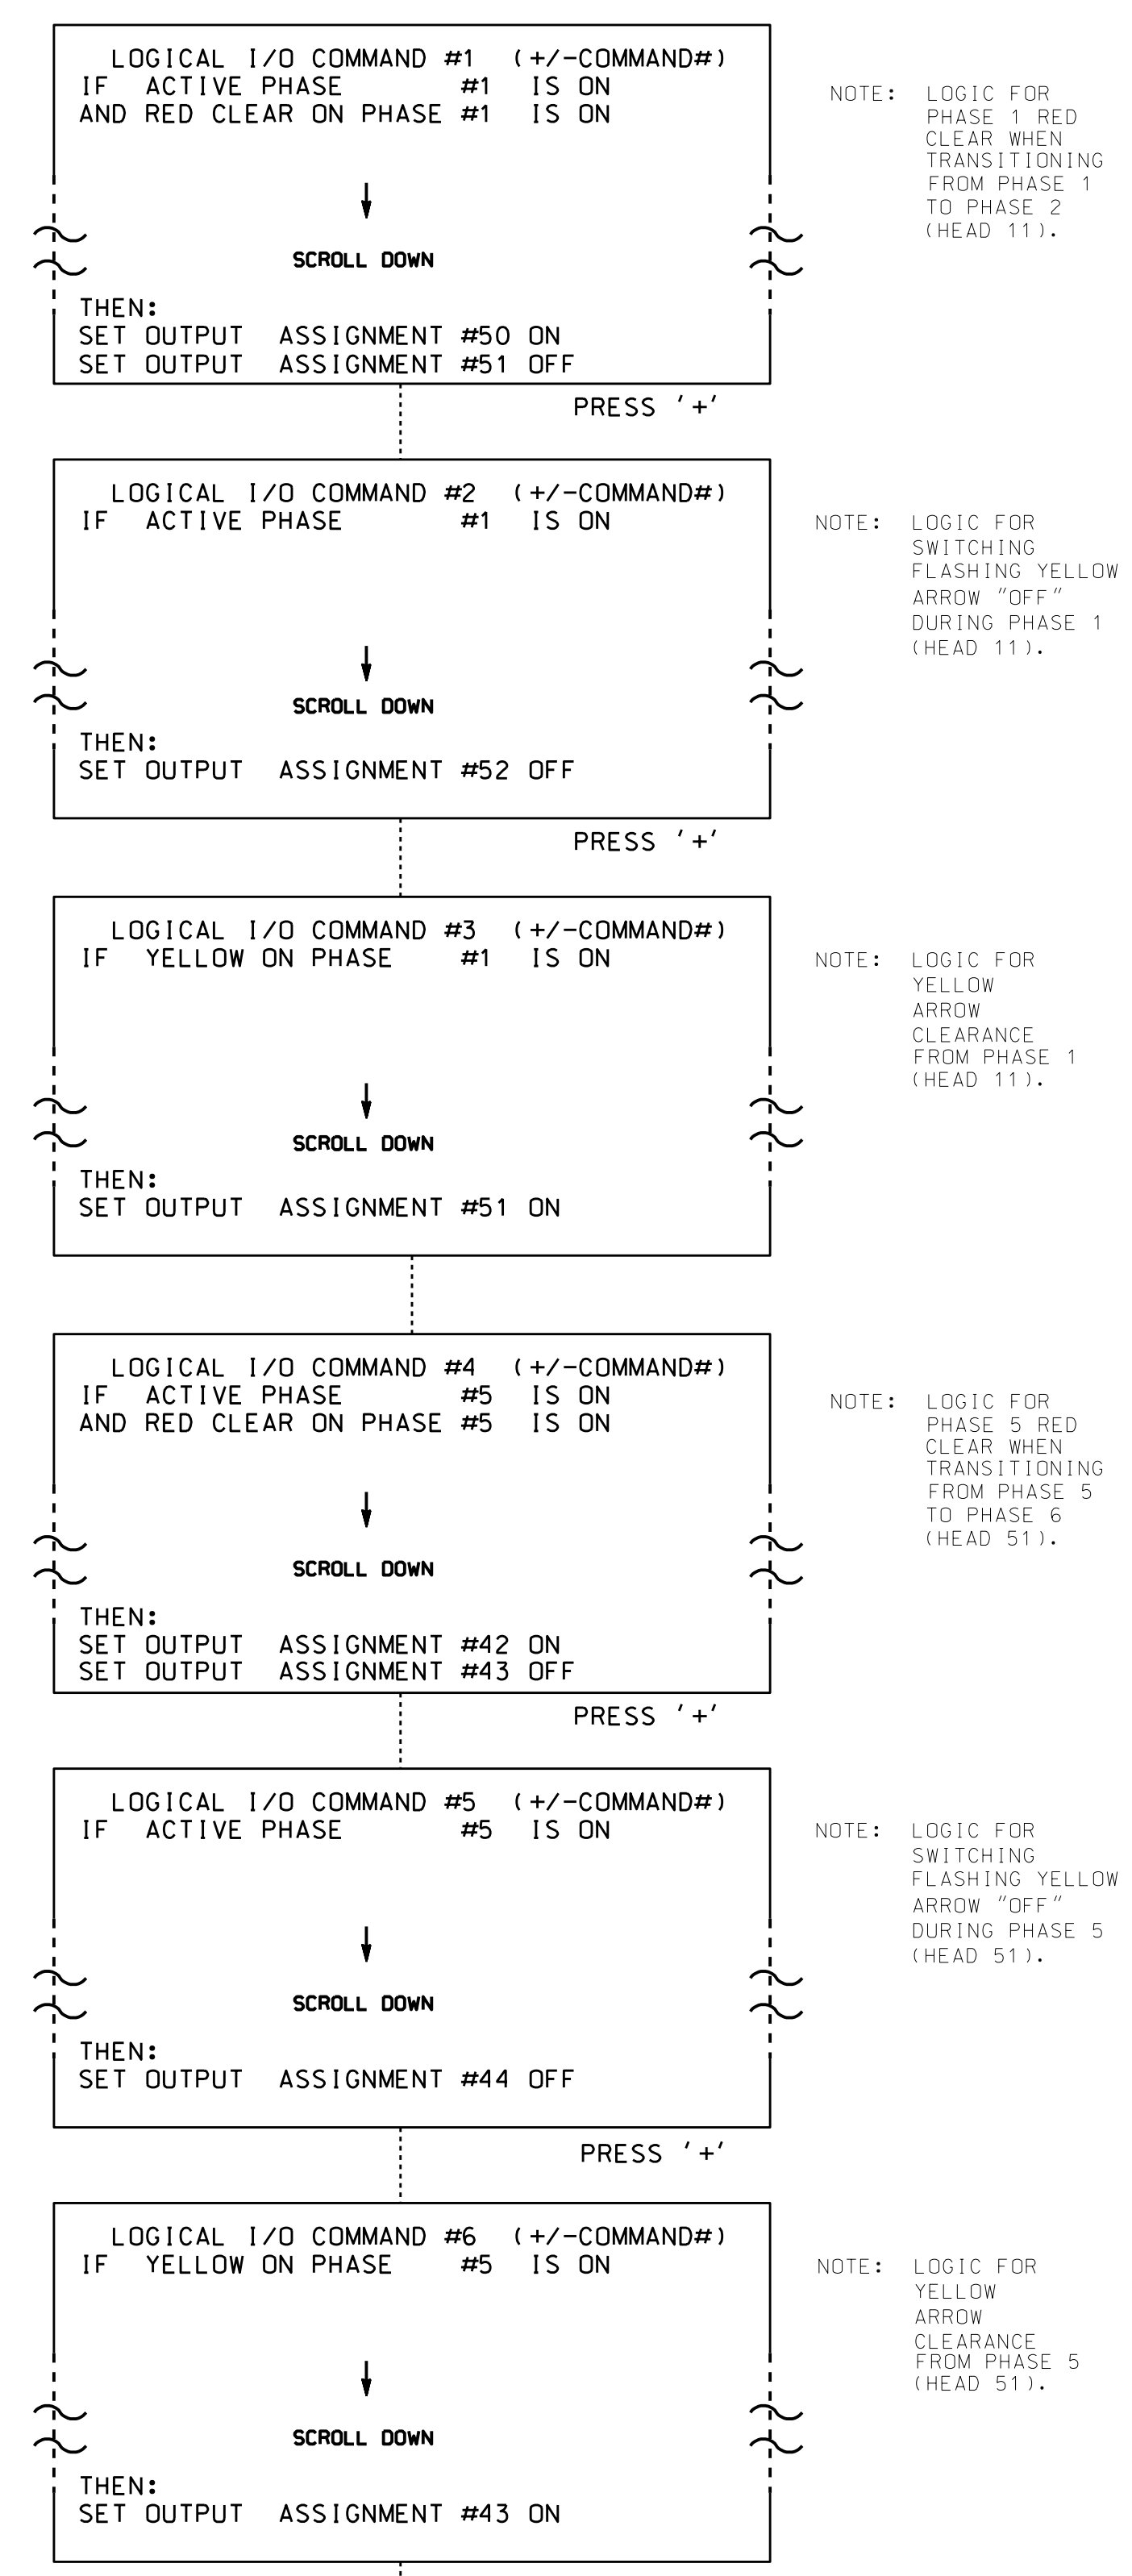 LOGICAL I/O COMMAND #1 (+/-COMMAND#)
IF ACTIVE PHASE #1 IS ON
AND RED CLEAR ON PHASE #1 IS ON
SCROLL DOWN
THEN:
SET OUTPUT ASSIGNMENT #50 ON
SET OUTPUT ASSIGNMENT #51 OFF
NOTE: LOGIC FOR
PHASE 1 RED
CLEAR WHEN
TRANSITIONING
FROM PHASE 1
TO PHASE 2
(HEAD 11).
PRESS '+'
LOGICAL I/O COMMAND #2 (+/-COMMAND#)
IF ACTIVE PHASE #1 IS ON
SCROLL DOWN
THEN:
SET OUTPUT ASSIGNMENT #52 OFF
NOTE: LOGIC FOR
SWITCHING
FLASHING YELLOW
ARROW "OFF"
DURING PHASE 1
(HEAD 11).
PRESS '+'
LOGICAL I/O COMMAND #3 (+/-COMMAND#)
IF YELLOW ON PHASE #1 IS ON
SCROLL DOWN
THEN:
SET OUTPUT ASSIGNMENT #51 ON
NOTE: LOGIC FOR
YELLOW
ARROW
CLEARANCE
FROM PHASE 1
(HEAD 11).
LOGICAL I/O COMMAND #4 (+/-COMMAND#)
IF ACTIVE PHASE #5 IS ON
AND RED CLEAR ON PHASE #5 IS ON
SCROLL DOWN
THEN:
SET OUTPUT ASSIGNMENT #42 ON
SET OUTPUT ASSIGNMENT #43 OFF
NOTE: LOGIC FOR
PHASE 5 RED
CLEAR WHEN
TRANSITIONING
FROM PHASE 5
TO PHASE 6
(HEAD 51).
PRESS '+'
LOGICAL I/O COMMAND #5 (+/-COMMAND#)
IF ACTIVE PHASE #5 IS ON
SCROLL DOWN
THEN:
SET OUTPUT ASSIGNMENT #44 OFF
NOTE: LOGIC FOR
SWITCHING
FLASHING YELLOW
ARROW "OFF"
DURING PHASE 5
(HEAD 51).
PRESS '+'
LOGICAL I/O COMMAND #6 (+/-COMMAND#)
IF YELLOW ON PHASE #5 IS ON
SCROLL DOWN
THEN:
SET OUTPUT ASSIGNMENT #43 ON
NOTE: LOGIC FOR
YELLOW
ARROW
CLEARANCE
FROM PHASE 5
(HEAD 51).